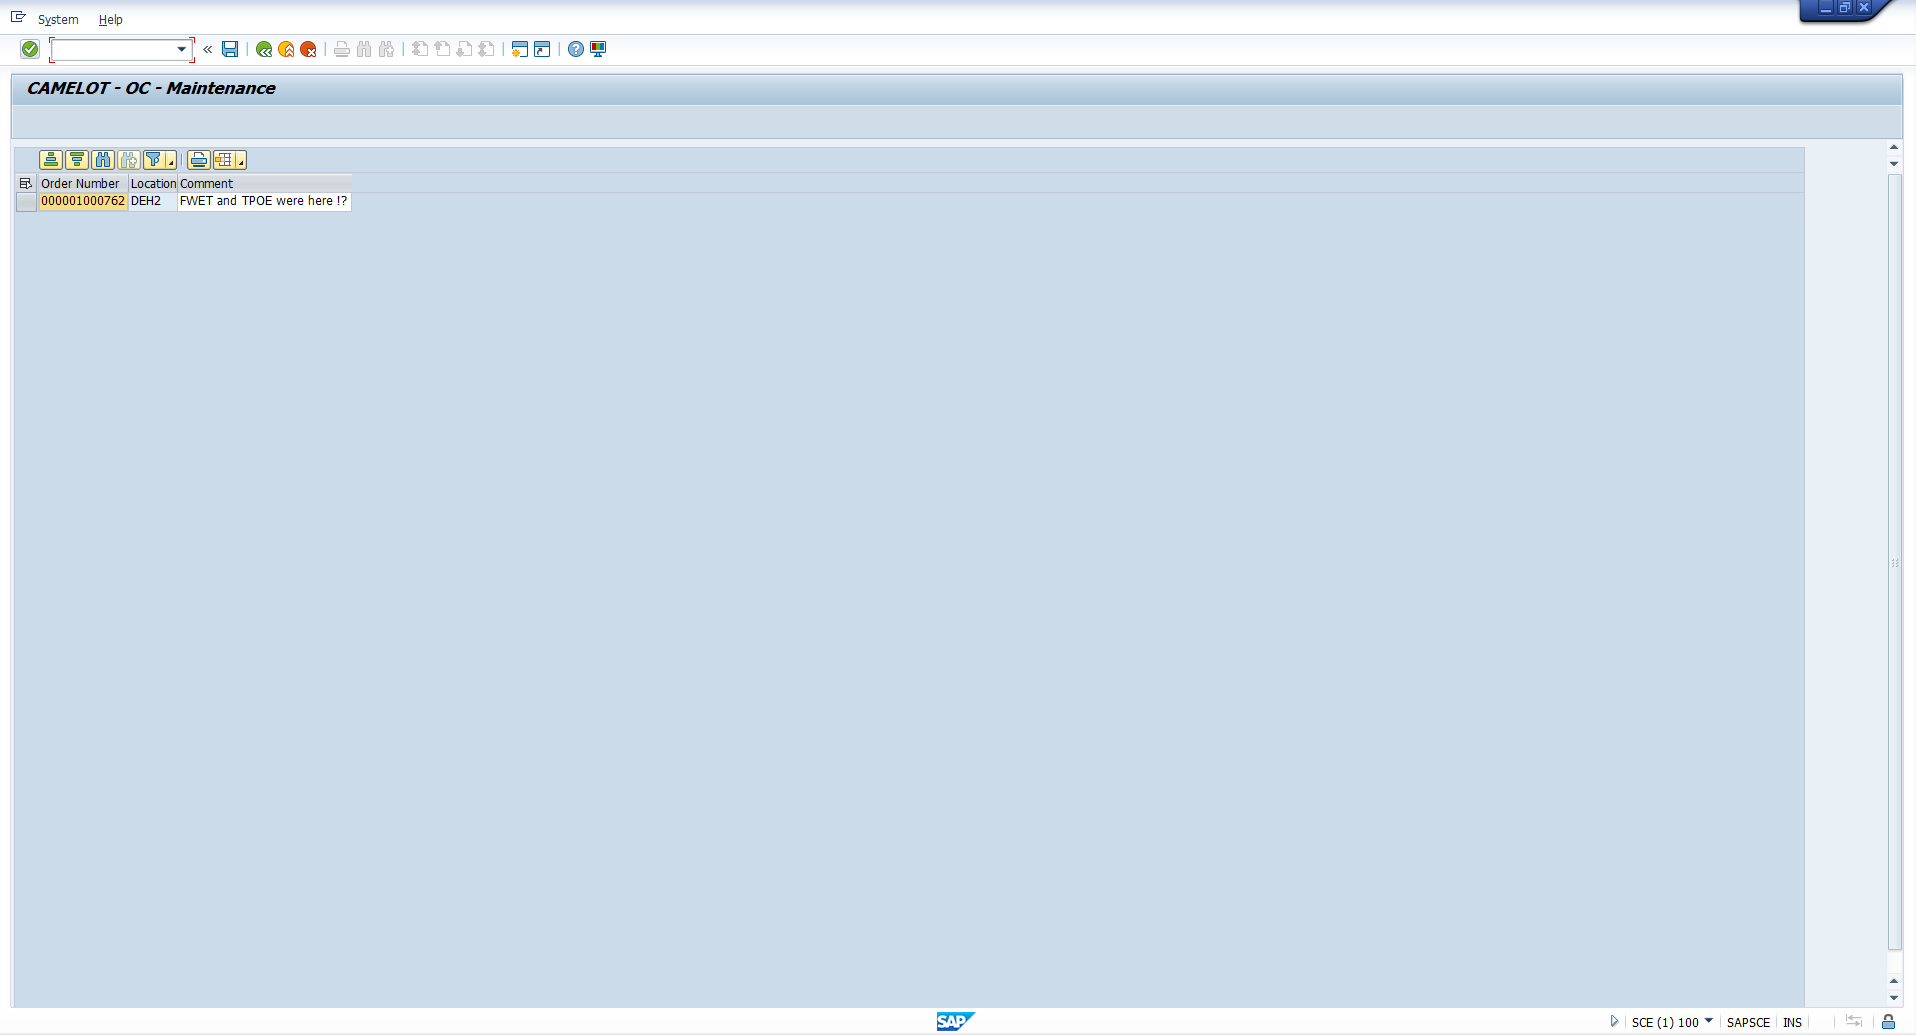 System Help
CAMELOT - OC - Maintenance
Order Number Location Comment
000001000762 DEH2 FWET and TPOE were here !?
SAP SCE (1) 100 SAPSCE INS